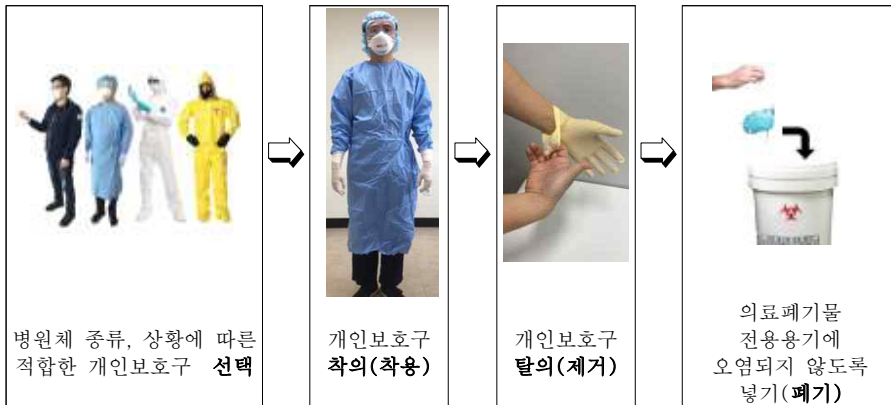 병원체 종류, 상황에 따른
적합한 개인보호구 선택
개인보호구
착의(착용)
개인보호구
탈의(제거)
의료폐기물
전용용기에
오염되지 않도록
넣기(폐기)